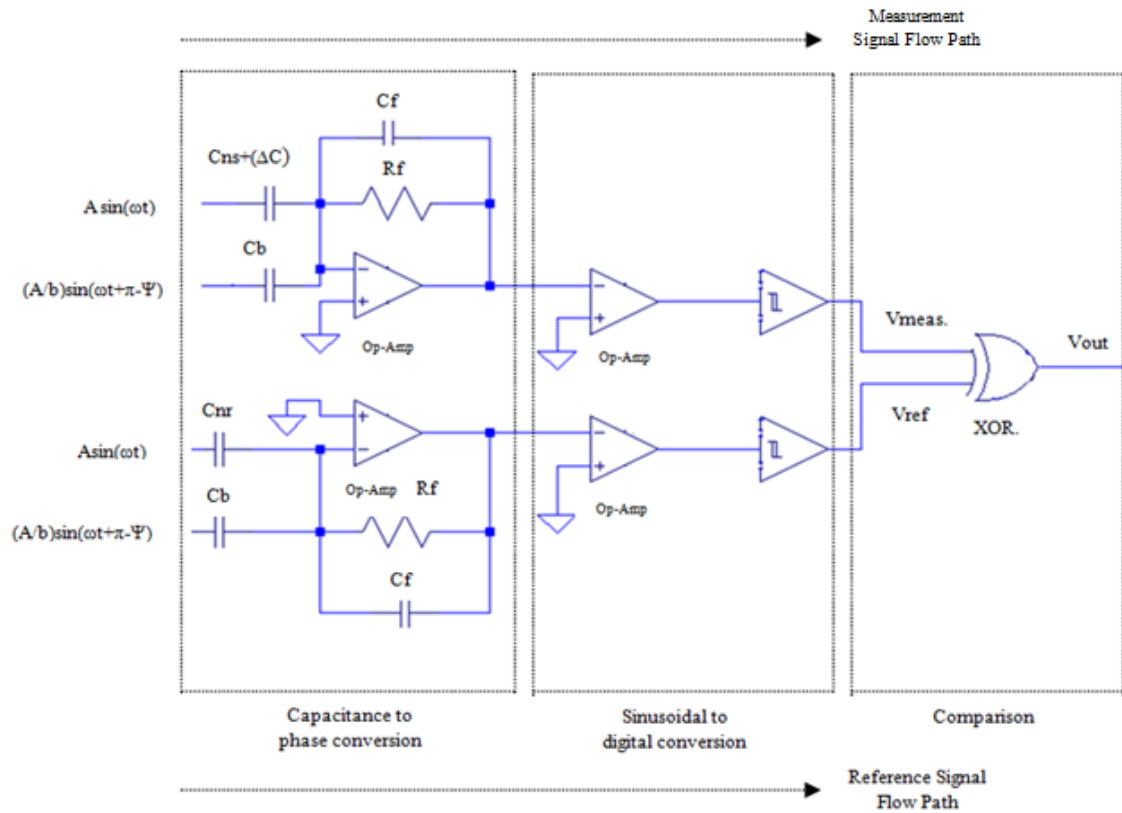 Measurement
Signal Flow Path
Cf
Cns+(ΔC)
Rf
A sin(ωt)
Cb
(A/b)sin(ωt+π-Ψ)
Op-Amp
Op-Amp
Vmeas.
Vout
Cnr
Vref
XOR.
Asin(ωt)
Op-Amp
Rf
Cb
Op-Amp
(A/b)sin(ωt+π-Ψ)
Cf
Capacitance to
phase conversion
Sinusoidal to
digital conversion
Comparison
Reference Signal
Flow Path